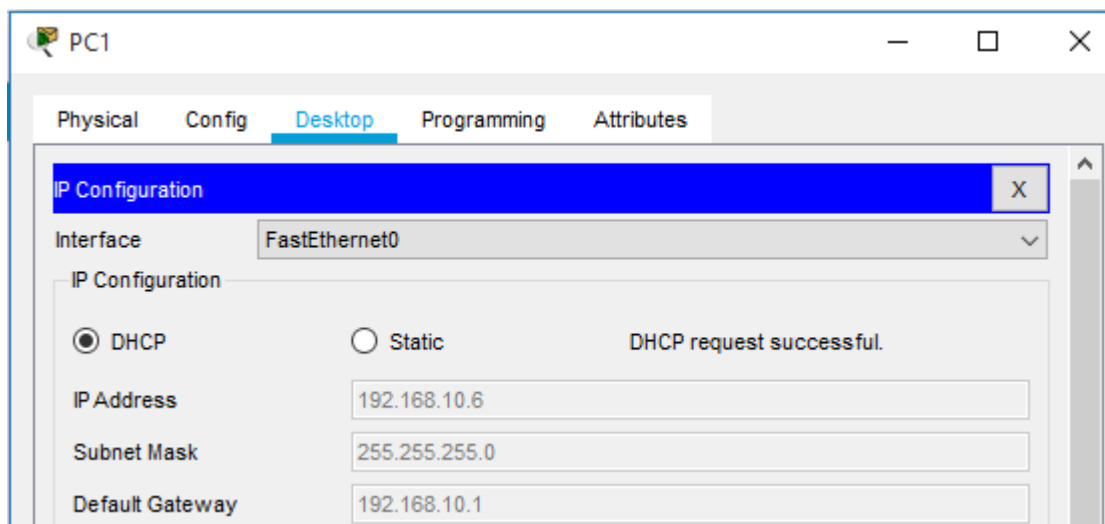 PC1
Physical Config Desktop Programming Attributes
IP Configuration X
Interface FastEthernet0
IP Configuration
DHCP Static DHCP request successful.
IP Address 192.168.10.6
Subnet Mask 255.255.255.0
Default Gateway 192.168.10.1